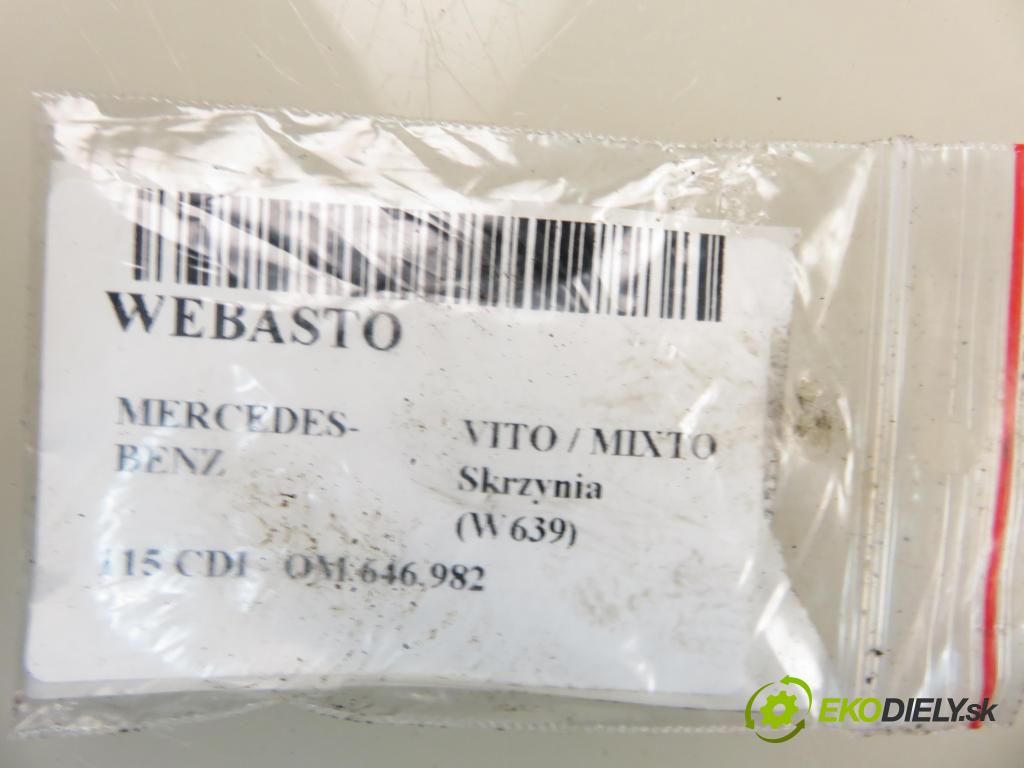 WEBASTO
MERCEDES-
BENZ
VITO / MIXTO
Skrzynia
(W639)
115 CDI OM 646.982
EKODIELY.sk